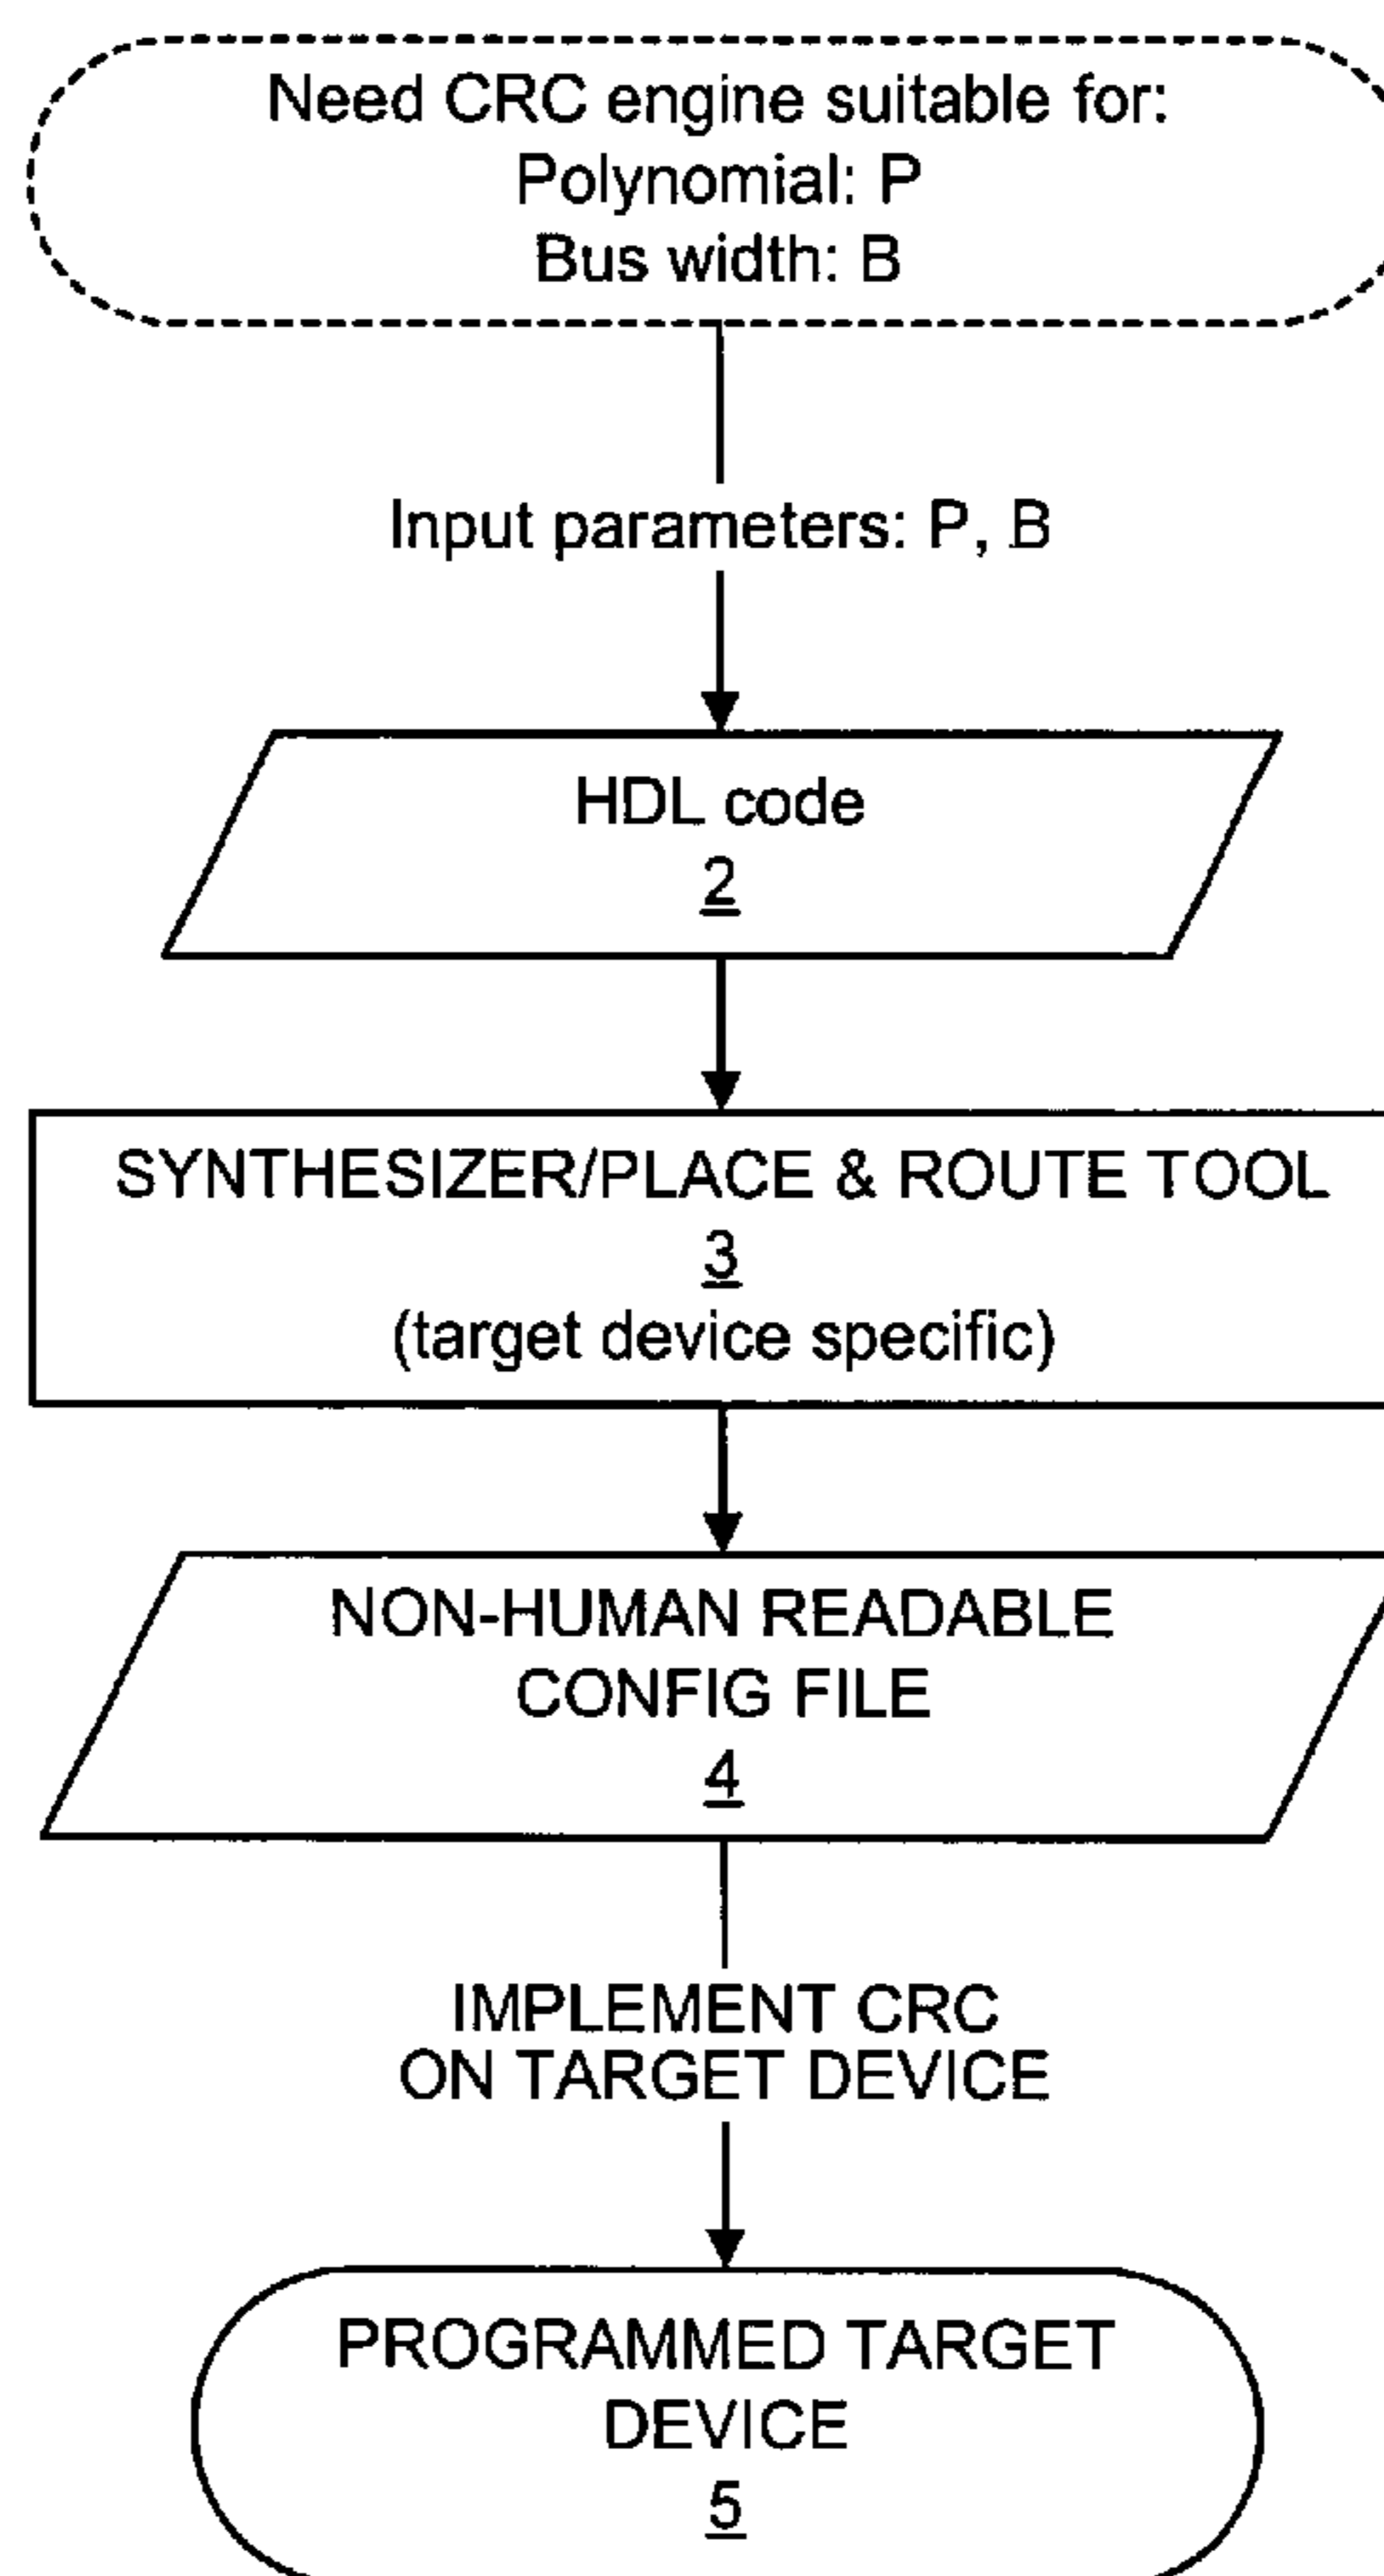 Need CRC engine suitable for:
Polynomial: P
Bus width: B
Input parameters: P, B
HDL code
2
SYNTHESIZER/PLACE & ROUTE TOOL
3
(target device specific)
NON-HUMAN READABLE
CONFIG FILE
4
IMPLEMENT CRC
ON TARGET DEVICE
PROGRAMMED TARGET
DEVICE
5